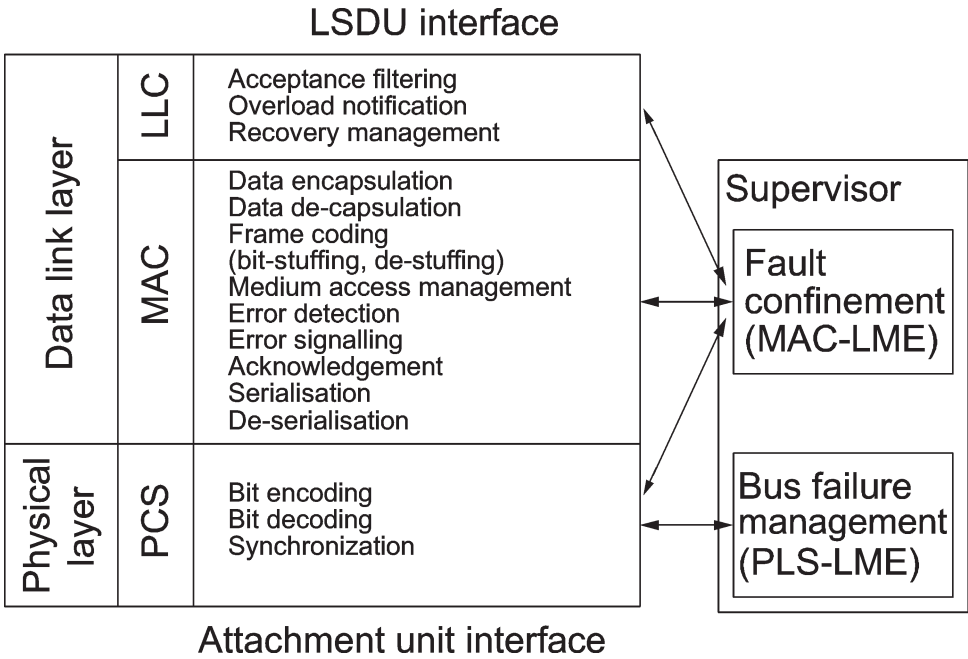 LSDU interface
Data link layer
LLC
Acceptance filtering
Overload notification
Recovery management
MAC
Data encapsulation
Data de-capsulation
Frame coding
(bit-stuffing, de-stuffing)
Medium access management
Error detection
Error signalling
Acknowledgement
Serialisation
De-serialisation
Physical
layer
PCS
Bit encoding
Bit decoding
Synchronization
Supervisor
Fault
confinement
(MAC-LME)
Bus failure
management
(PLS-LME)
Attachment unit interface